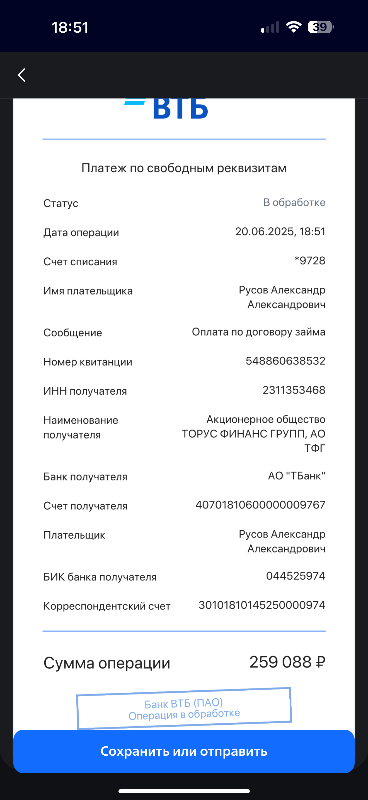 18:51
39
ВТБ
Платеж по свободным реквизитам
Статус В обработке
Дата операции 20.06.2025, 18:51
Счет списания *9728
Имя плательщика Русов Александр
Александрович
Сообщение Оплата по договору займа
Номер квитанции 548860638532
ИНН получателя 2311353468
Наименование Акционерное общество
получателя ТОРУС ФИНАНС ГРУПП, АО
ТФГ
Банк получателя АО "ТБанк"
Счет получателя 40701810600000009767
Плательщик Русов Александр
Александрович
БИК банка получателя 044525974
Корреспондентский счет 30101810145250000974
Сумма операции 259 088 ₽
Банк ВТБ (ПАО)
Операция в обработке
Сохранить или отправить